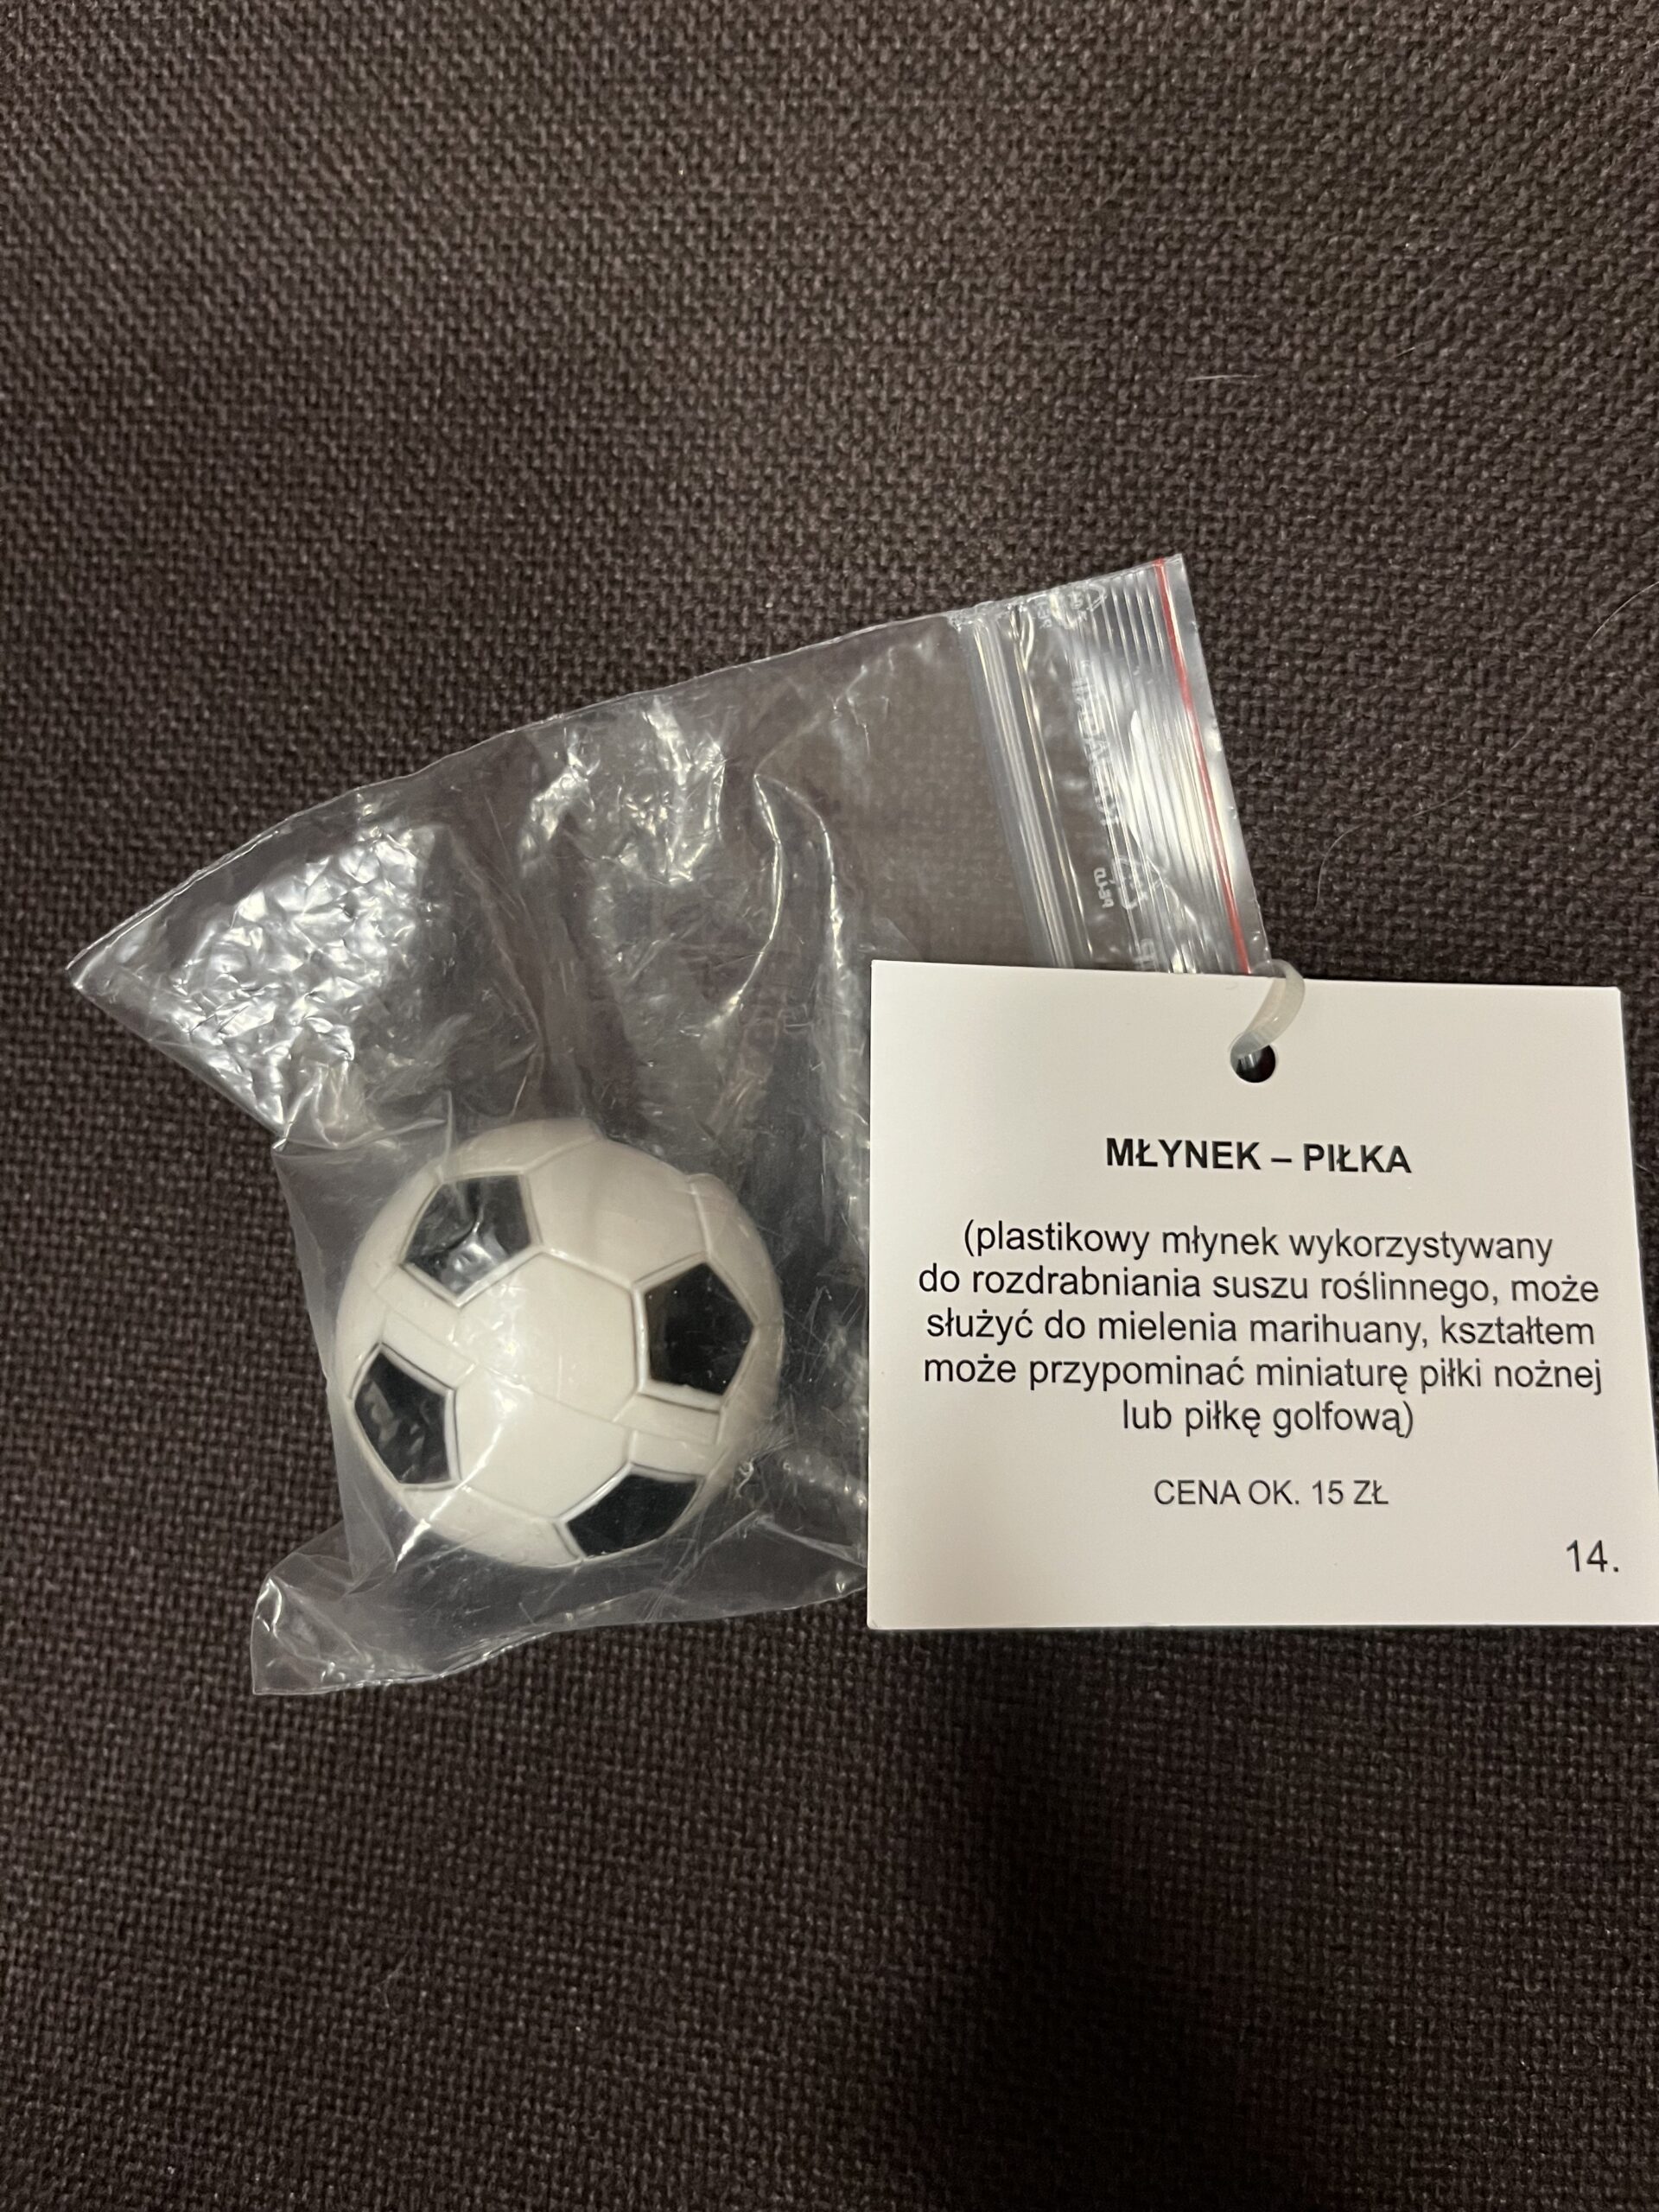 MŁYNEK – PIŁKA
(plastikowy młynek wykorzystywany
do rozdrabniania suszu roślinnego, może
służyć do mielenia marihuany, kształtem
może przypominać miniaturę piłki nożnej
lub piłkę golfową)
CENA OK. 15 ZŁ
14.